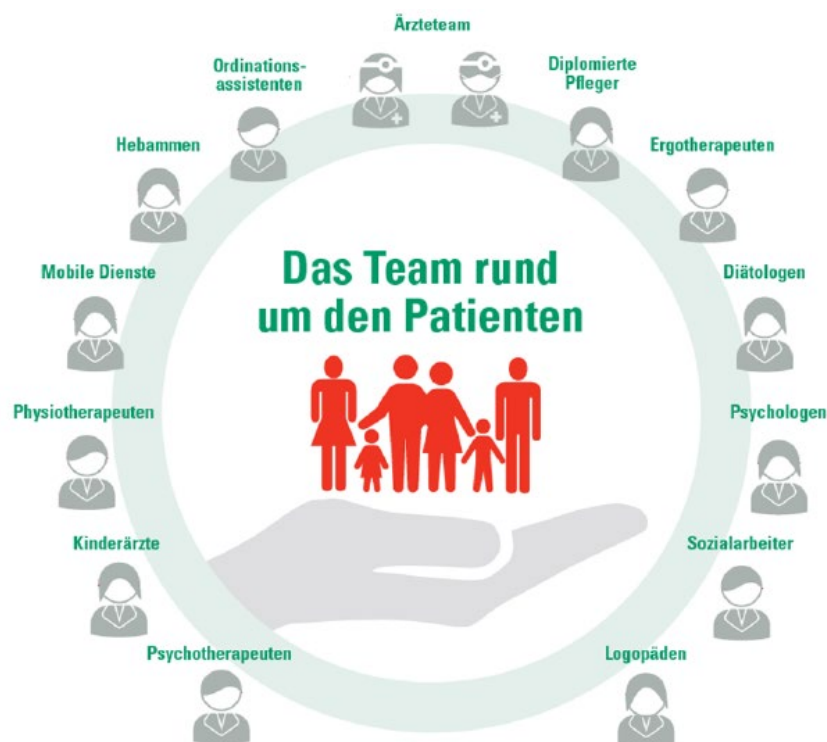 Ärzteteam
Ordinations-
assistenten
Diplomierte
Pfleger
Hebammen
Ergotherapeuten
Mobile Dienste
Diätologen
Das Team rund
um den Patienten
Physiotherapeuten
Psychologen
Kinderärzte
Sozialarbeiter
Psychotherapeuten
Logopäden